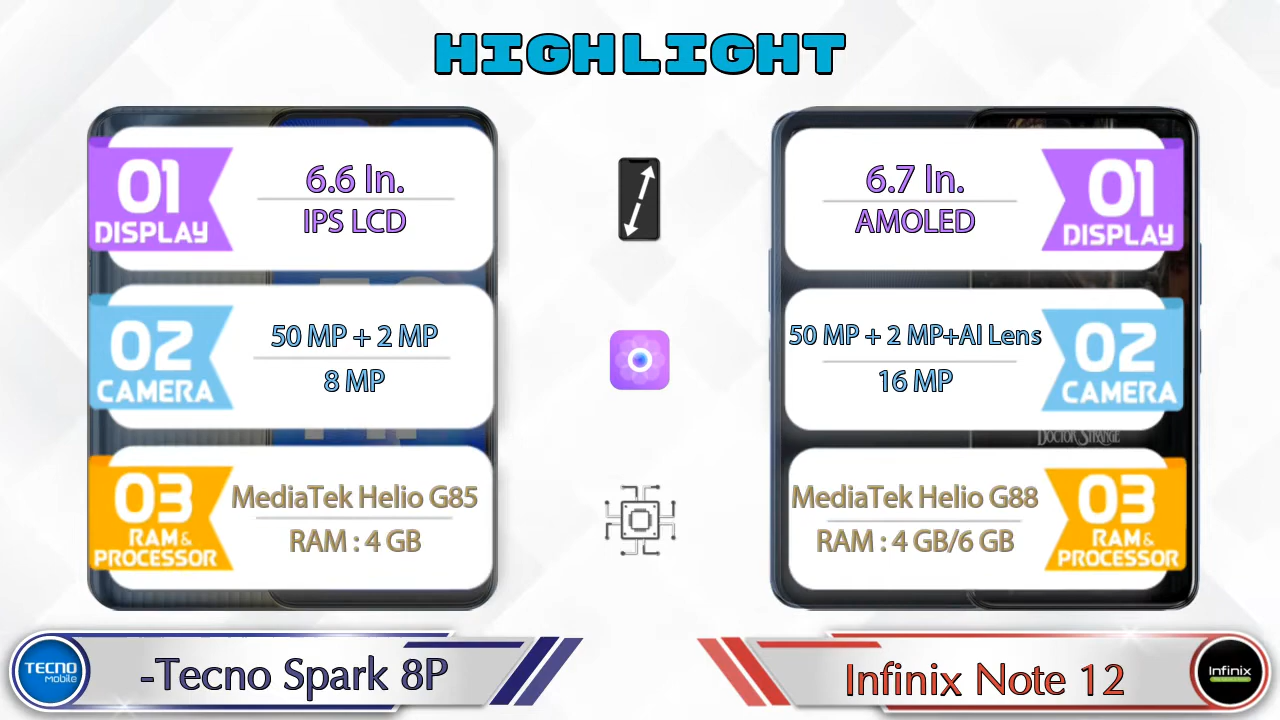 HIGHLIGHT
01
DISPLAY
6.6 In.
IPS LCD
02
CAMERA
50 MP + 2 MP
8 MP
03
RAM &
PROCESSOR
MediaTek Helio G85
RAM : 4 GB
6.7 In.
AMOLED
01
DISPLAY
50 MP + 2 MP+AI Lens
16 MP
02
CAMERA
DOCTOR STRANGE
MediaTek Helio G88
RAM : 4 GB/6 GB
03
RAM &
PROCESSOR
TECNO
mobile
-Tecno Spark 8P
Infinix Note 12
Infinix